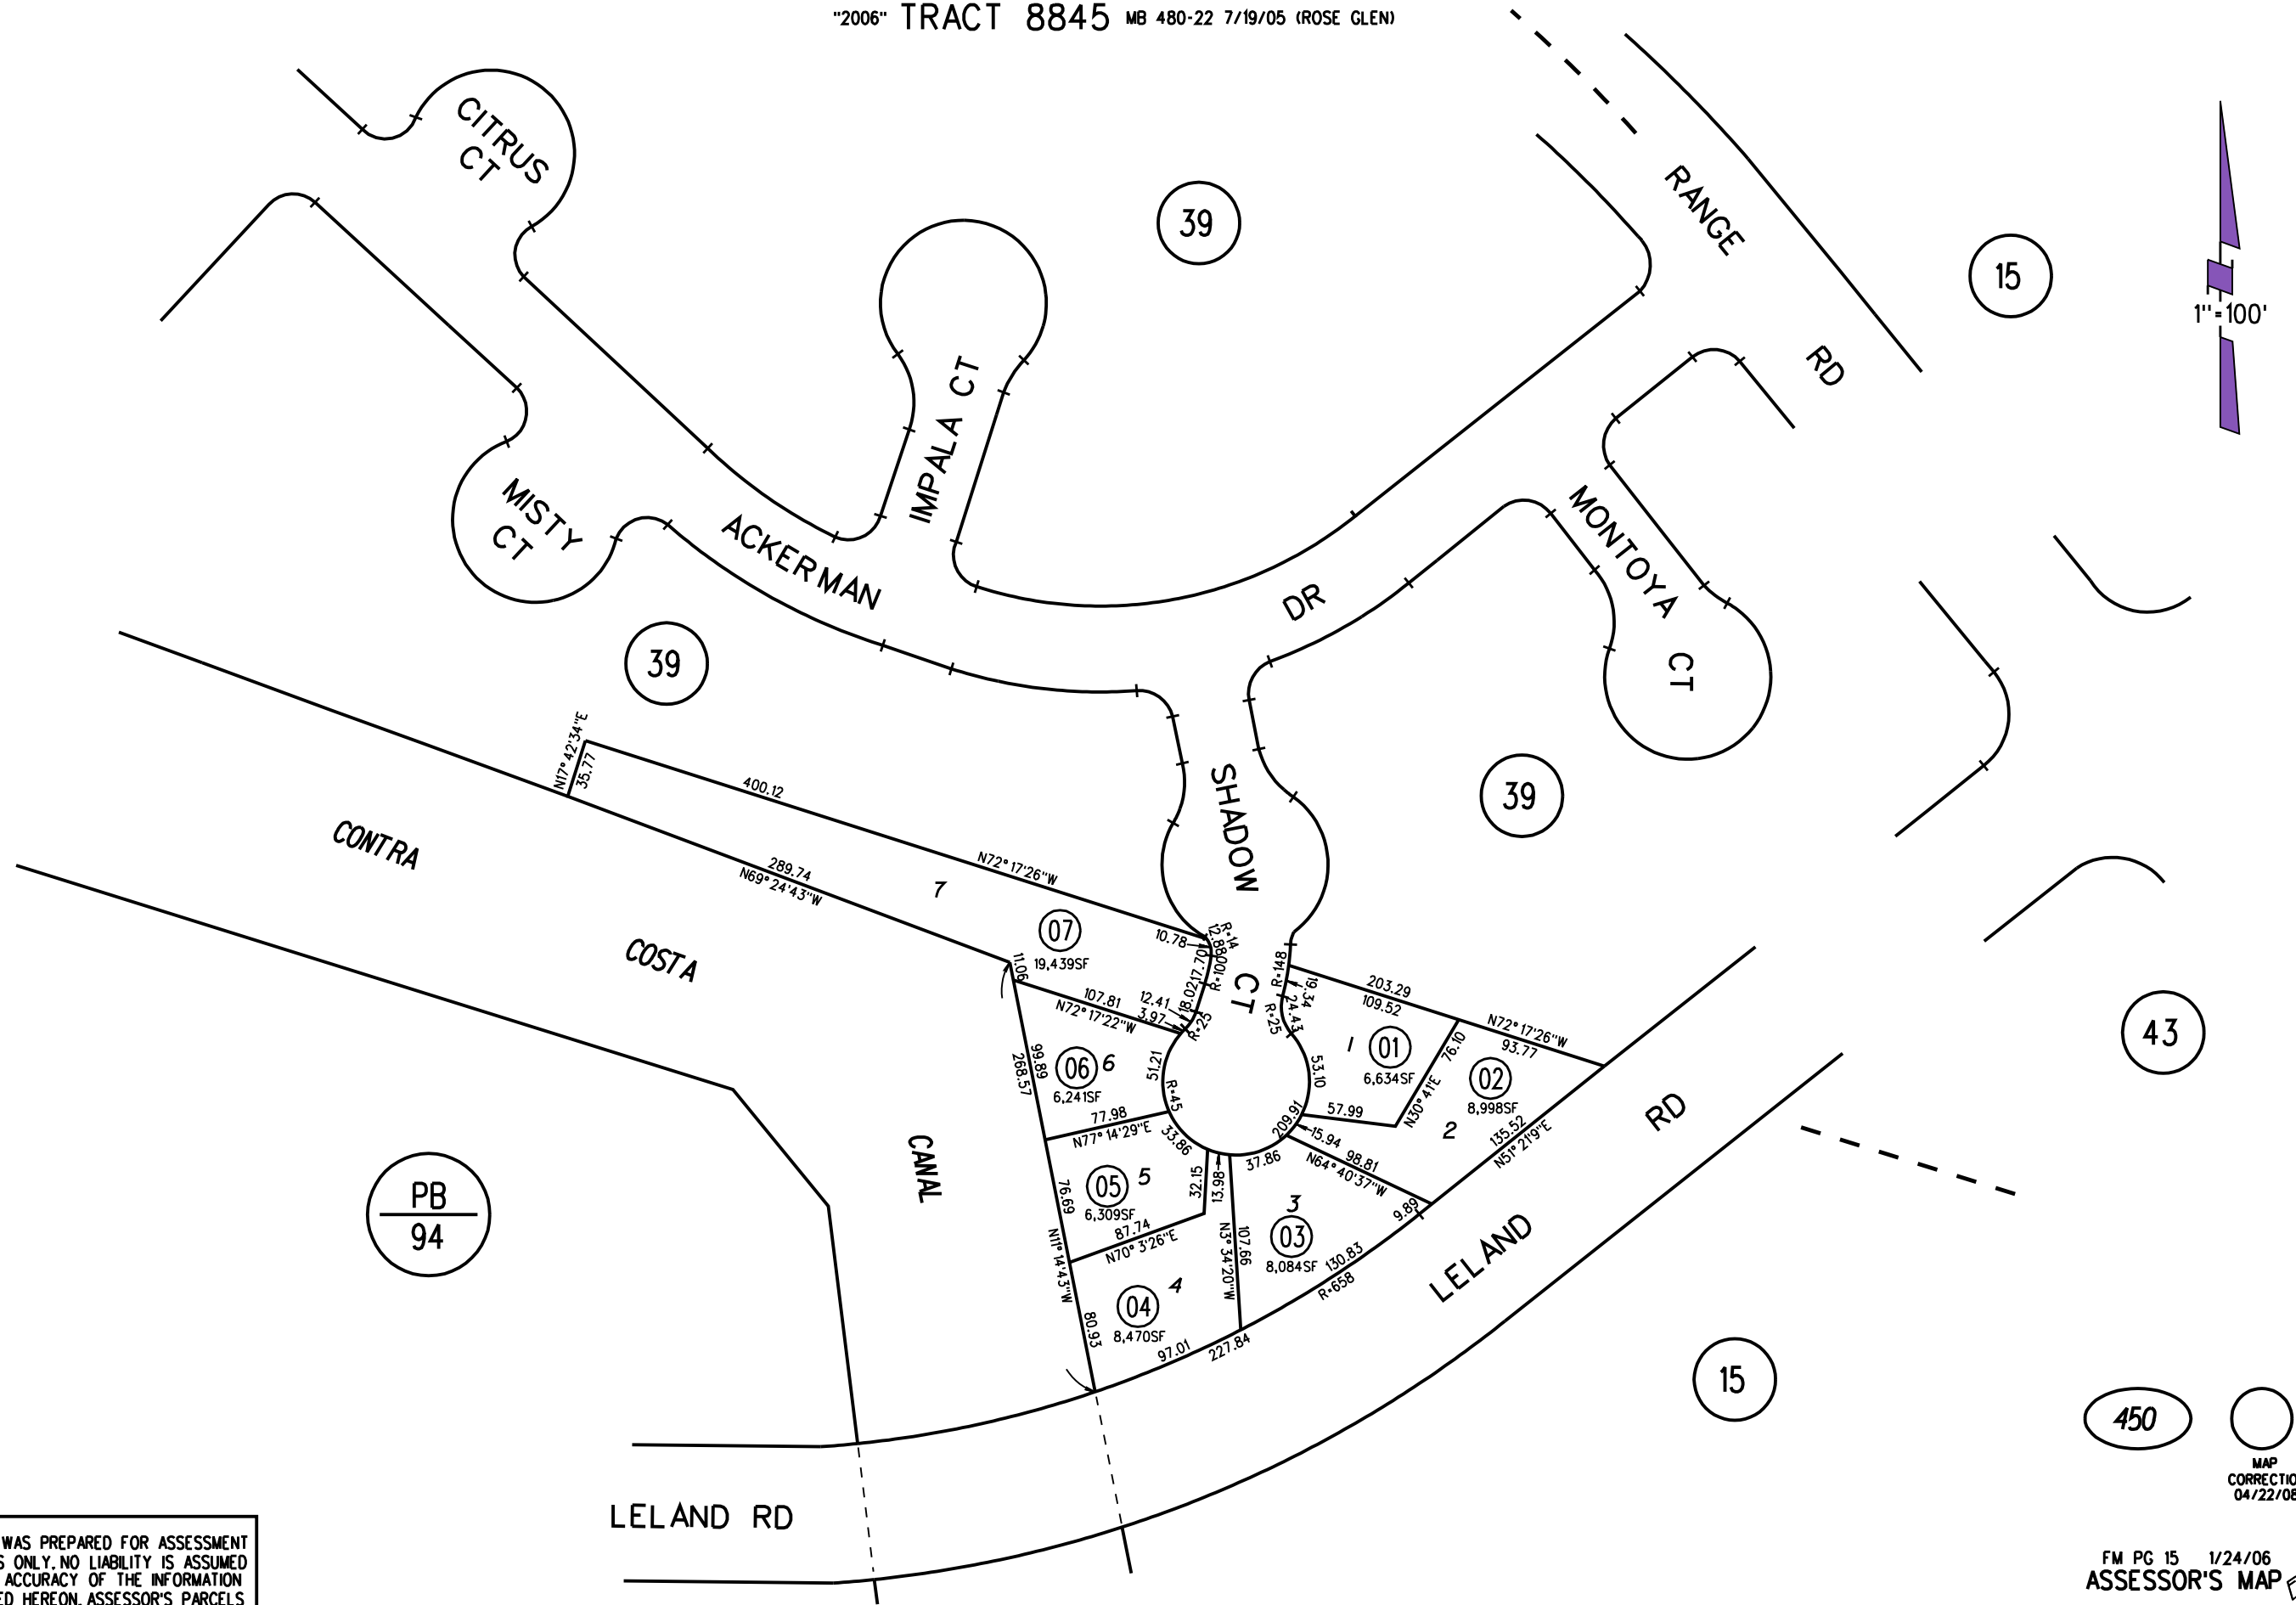 "2006" TRACT 8845 MB 480-22 7/19/05 (ROSE GLEN)
CITRUS
CT
39
RANGE
RD
15
1"=100'
IMPALA CT
MISTY
CT
ACKERMAN
DR
MONTOYA
CT
39
39
SHADOW
CT
N17°42'34"E
35.77
400.12
N72°17'26"W
289.74
N69°24'43"W
7
07
19,439SF
10.78
12.88
R=14
17.70
R=100
18.02
12.41
3.97
R=25
11.06
107.81
N72°17'22"W
CONTRA
COSTA
CANAL
R=148
19.34
24.43
R=25
203.29
109.52
N72°17'26"W
93.77
1
01
6,634SF
76.10
N30°41'E
02
8,998SF
2
53.10
57.99
209.91
15.94
98.81
N64°40'37"W
135.52
N51°21'9"E
99.89
268.57
06
6
6,241SF
51.21
R=45
77.98
N77°14'29"E
33.86
37.86
05
5
6,309SF
76.69
32.15
13.98
87.74
N70°3'26"E
N11°14'43"W
N3°34'20"W
107.66
3
03
8,084SF
9.89
130.83
R=658
4
04
8,470SF
80.93
97.01
227.84
LELAND
RD
43
15
PB
94
LELAND RD
450
MAP
CORRECTIO
04/22/08
WAS PREPARED FOR ASSESSMENT
S ONLY. NO LIABILITY IS ASSUMED
ACCURACY OF THE INFORMATION
ED HEREON. ASSESSOR'S PARCELS
FM PG 15 1/24/06
ASSESSOR'S MAP